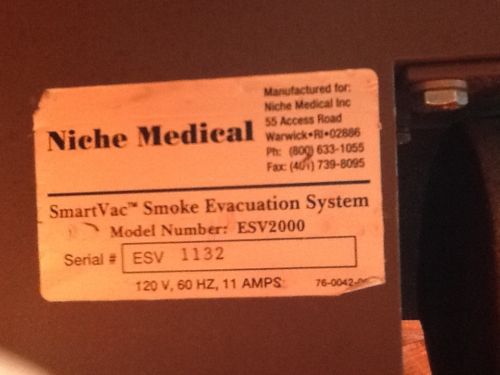 Niche Medical
Manufactured for:
Niche Medical Inc
55 Access Road
Warwick•RI•02886
Ph: (800) 633-1055
Fax: (401) 739-8095
SmartVac™ Smoke Evacuation System
Model Number: ESV2000
Serial # ESV 1132
120 V, 60 HZ, 11 AMPS